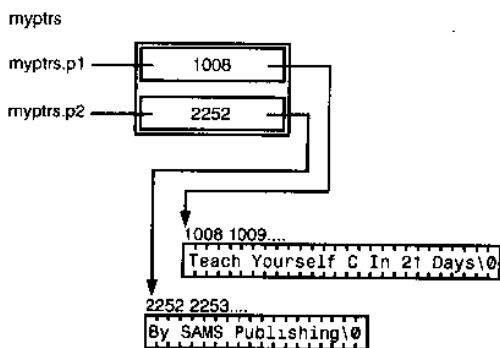 myptrs
myptrs.p1
1008
myptrs.p2
2252
1008 1009....
Teach Yourself C In 21 Days\0
2252 2253....
By SAMS Publishing\0